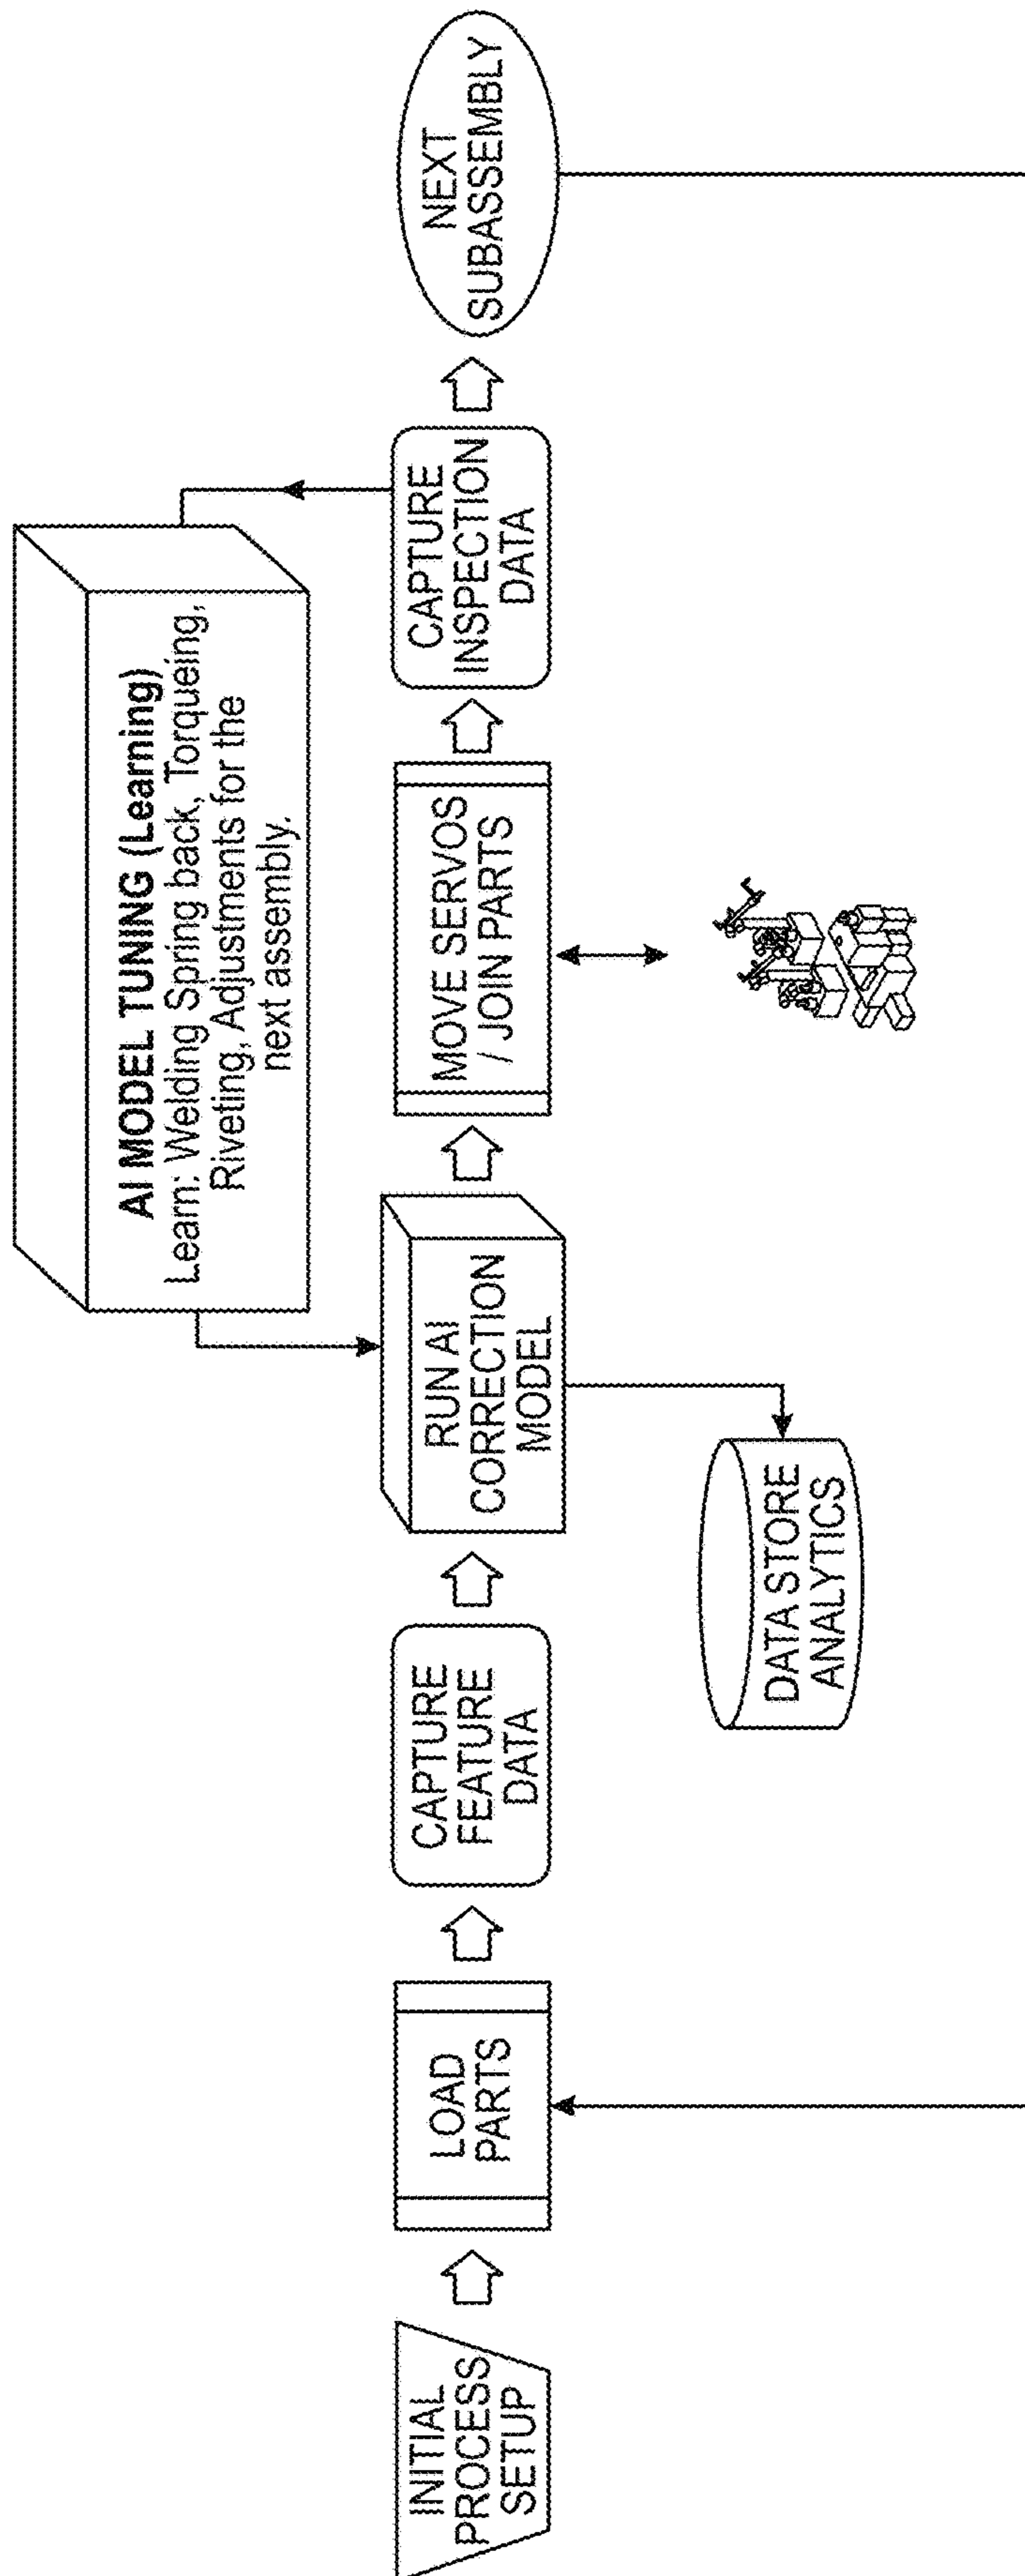 INITIAL
PROCESS
SETUP
LOAD
PARTS
CAPTURE
FEATURE
DATA
RUN AI
CORRECTION
MODEL
DATA STORE
ANALYTICS
AI MODEL TUNING (Learning)
Learn: Welding Spring back, Torqueing,
Riveting, Adjustments for the
next assembly.
MOVE SERVOS
/ JOIN PARTS
CAPTURE
INSPECTION
DATA
NEXT
SUBASSEMBLY